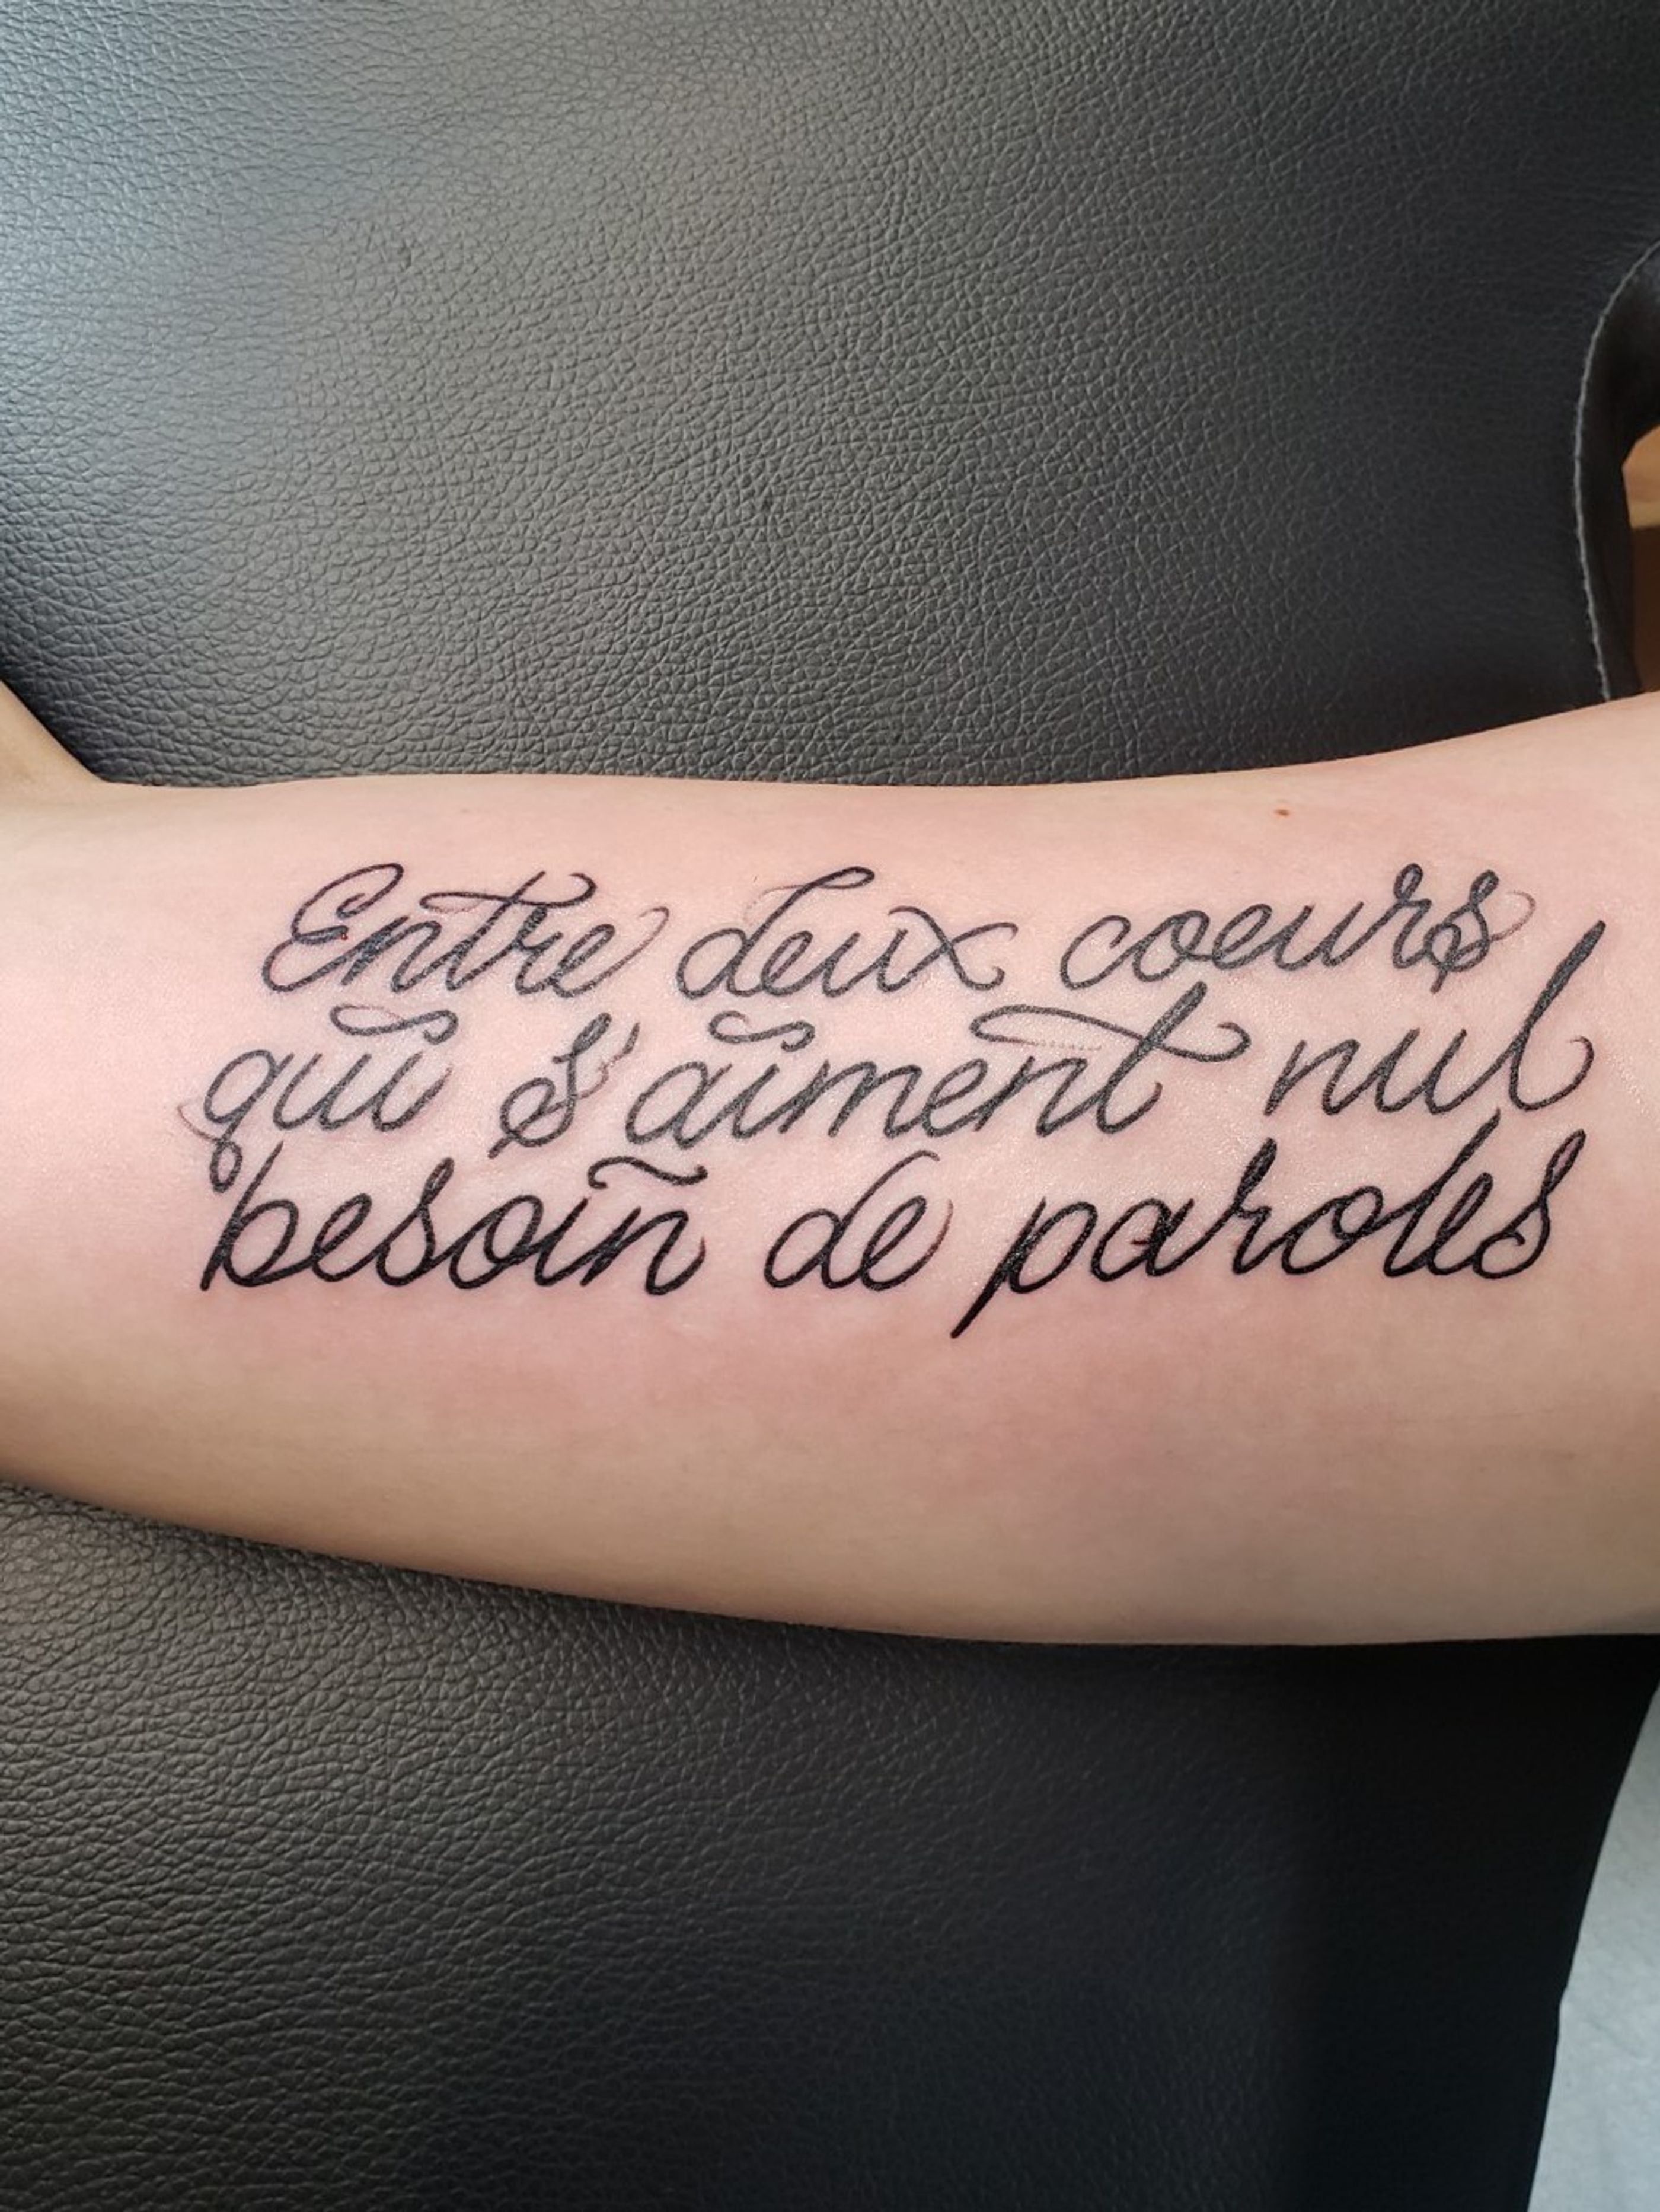 Entre deux coeurs
qui s'aiment nul
besoin de paroles